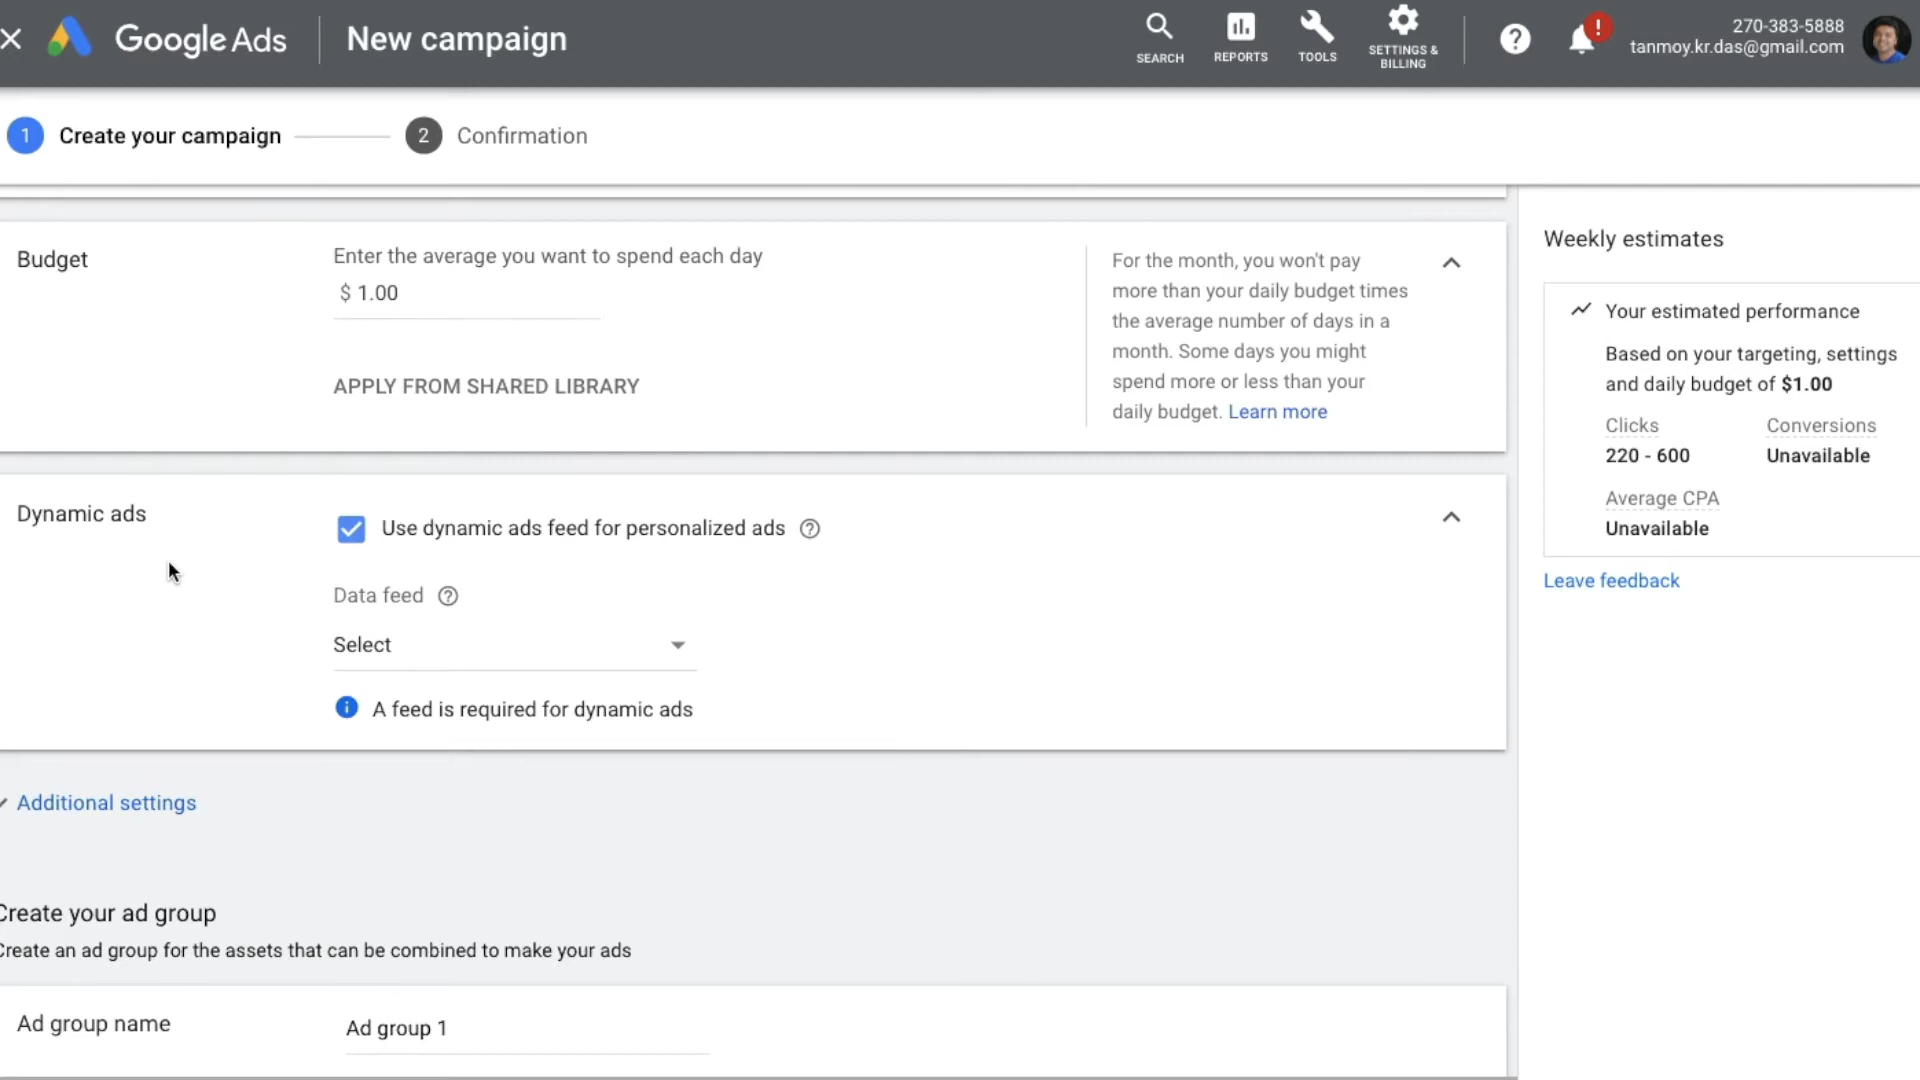 Google Ads
New campaign
SEARCH
REPORTS
TOOLS
SETTINGS &
BILLING
?
!
270-383-5888
tanmoy.kr.das@gmail.com
1 Create your campaign
2 Confirmation
Budget
Enter the average you want to spend each day
$ 1.00
APPLY FROM SHARED LIBRARY
For the month, you won't pay
more than your daily budget times
the average number of days in a
month. Some days you might
spend more or less than your
daily budget. Learn more
Weekly estimates
Your estimated performance
Based on your targeting, settings
and daily budget of $1.00
Clicks
Conversions
220 - 600
Unavailable
Average CPA
Unavailable
Leave feedback
Dynamic ads
Use dynamic ads feed for personalized ads ?
Data feed ?
Select
A feed is required for dynamic ads
Additional settings
Create your ad group
Create an ad group for the assets that can be combined to make your ads
Ad group name
Ad group 1